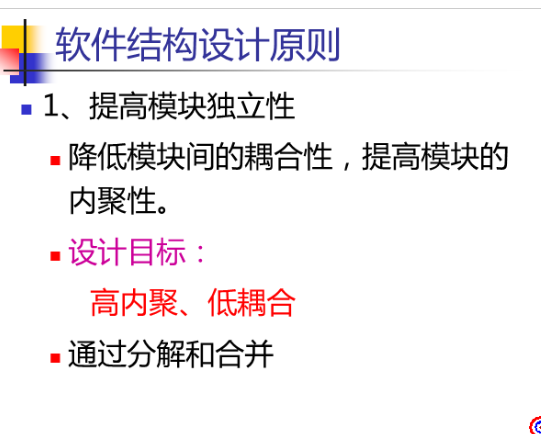 软件结构设计原则
1、提高模块独立性
降低模块间的耦合性，提高模块的
内聚性。
设计目标：
高内聚、低耦合
通过分解和合并